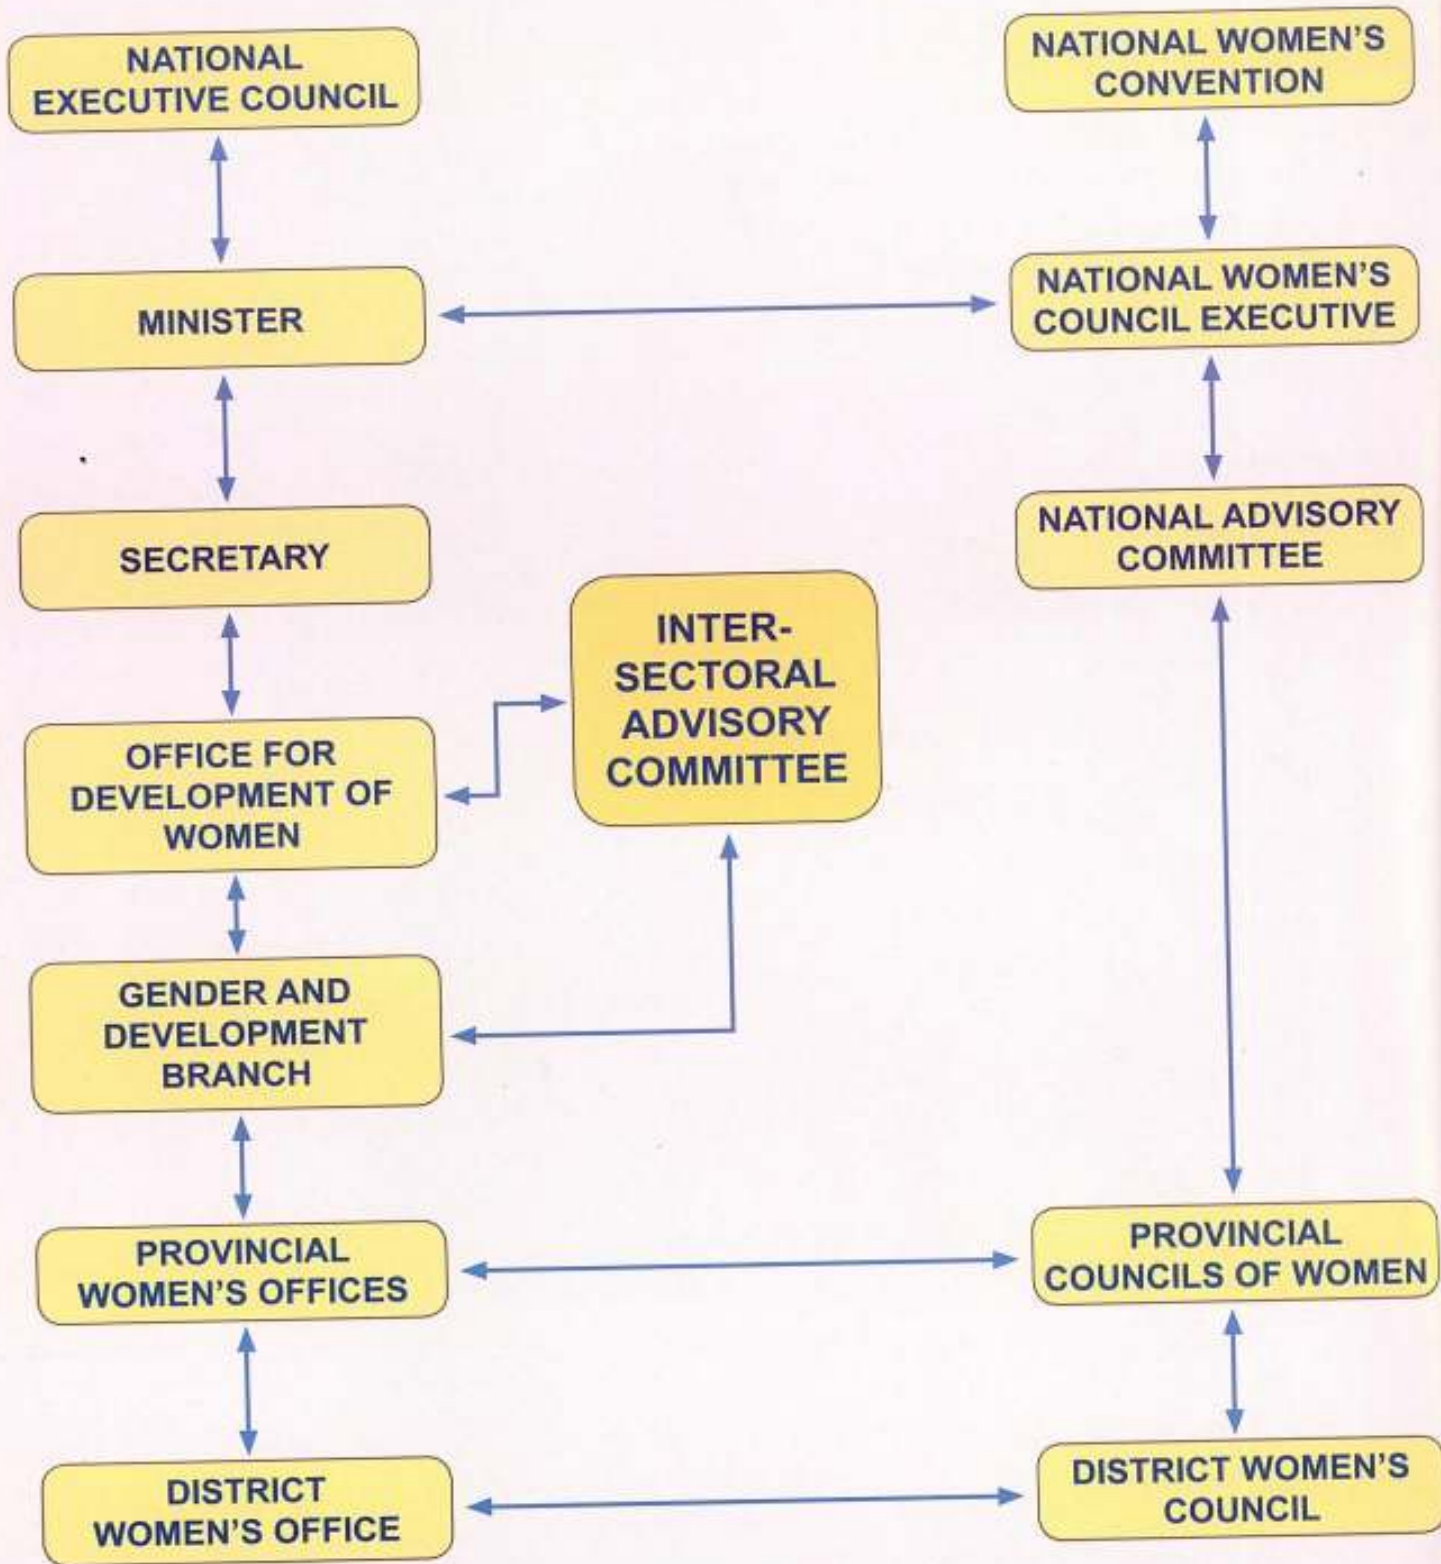 NATIONAL
EXECUTIVE COUNCIL
NATIONAL WOMEN'S
CONVENTION
MINISTER
NATIONAL WOMEN'S
COUNCIL EXECUTIVE
SECRETARY
NATIONAL ADVISORY
COMMITTEE
INTER-
SECTORAL
ADVISORY
COMMITTEE
OFFICE FOR
DEVELOPMENT OF
WOMEN
GENDER AND
DEVELOPMENT
BRANCH
PROVINCIAL
WOMEN'S OFFICES
PROVINCIAL
COUNCILS OF WOMEN
DISTRICT
WOMEN'S OFFICE
DISTRICT WOMEN'S
COUNCIL